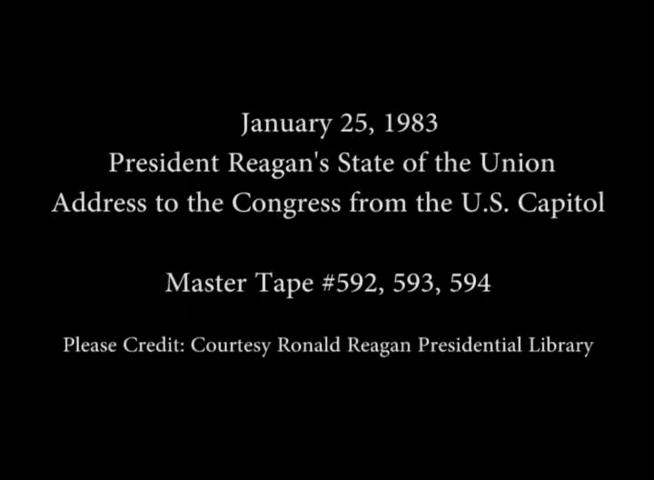 January 25, 1983
President Reagan's State of the Union
Address to the Congress from the U.S. Capitol
Master Tape #592, 593, 594
Please Credit: Courtesy Ronald Reagan Presidential Library